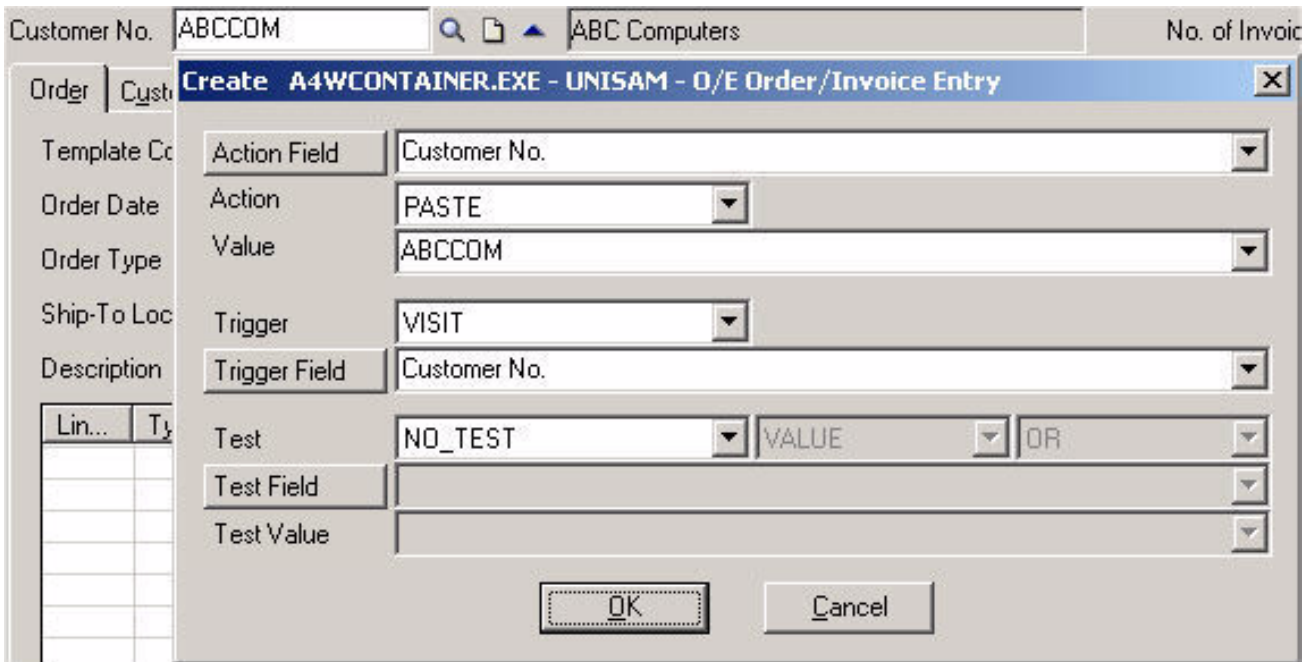 Customer No. ABCCOM ABC Computers No. of Invoic
Create A4WCONTAINER.EXE - UNISAM - O/E Order/Invoice Entry
Order Cust
Template Co
Action Field Customer No.
Order Date
Action PASTE
Order Type
Value ABCCOM
Ship-To Loc
Trigger VISIT
Description
Trigger Field Customer No.
Lin... Ty
Test NO_TEST VALUE OR
Test Field
Test Value
OK Cancel